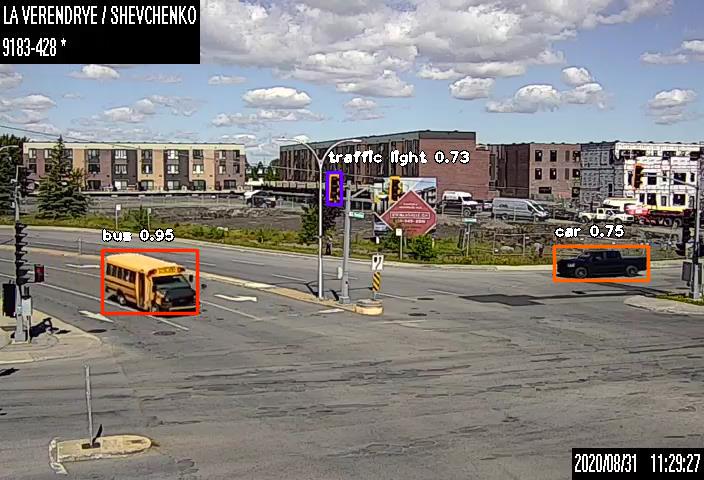 LA VERENDRYE / SHEVCHENKO
9183-428 *
traffic light 0.73
bus 0.95
car 0.75
2020/08/31 11:29:27